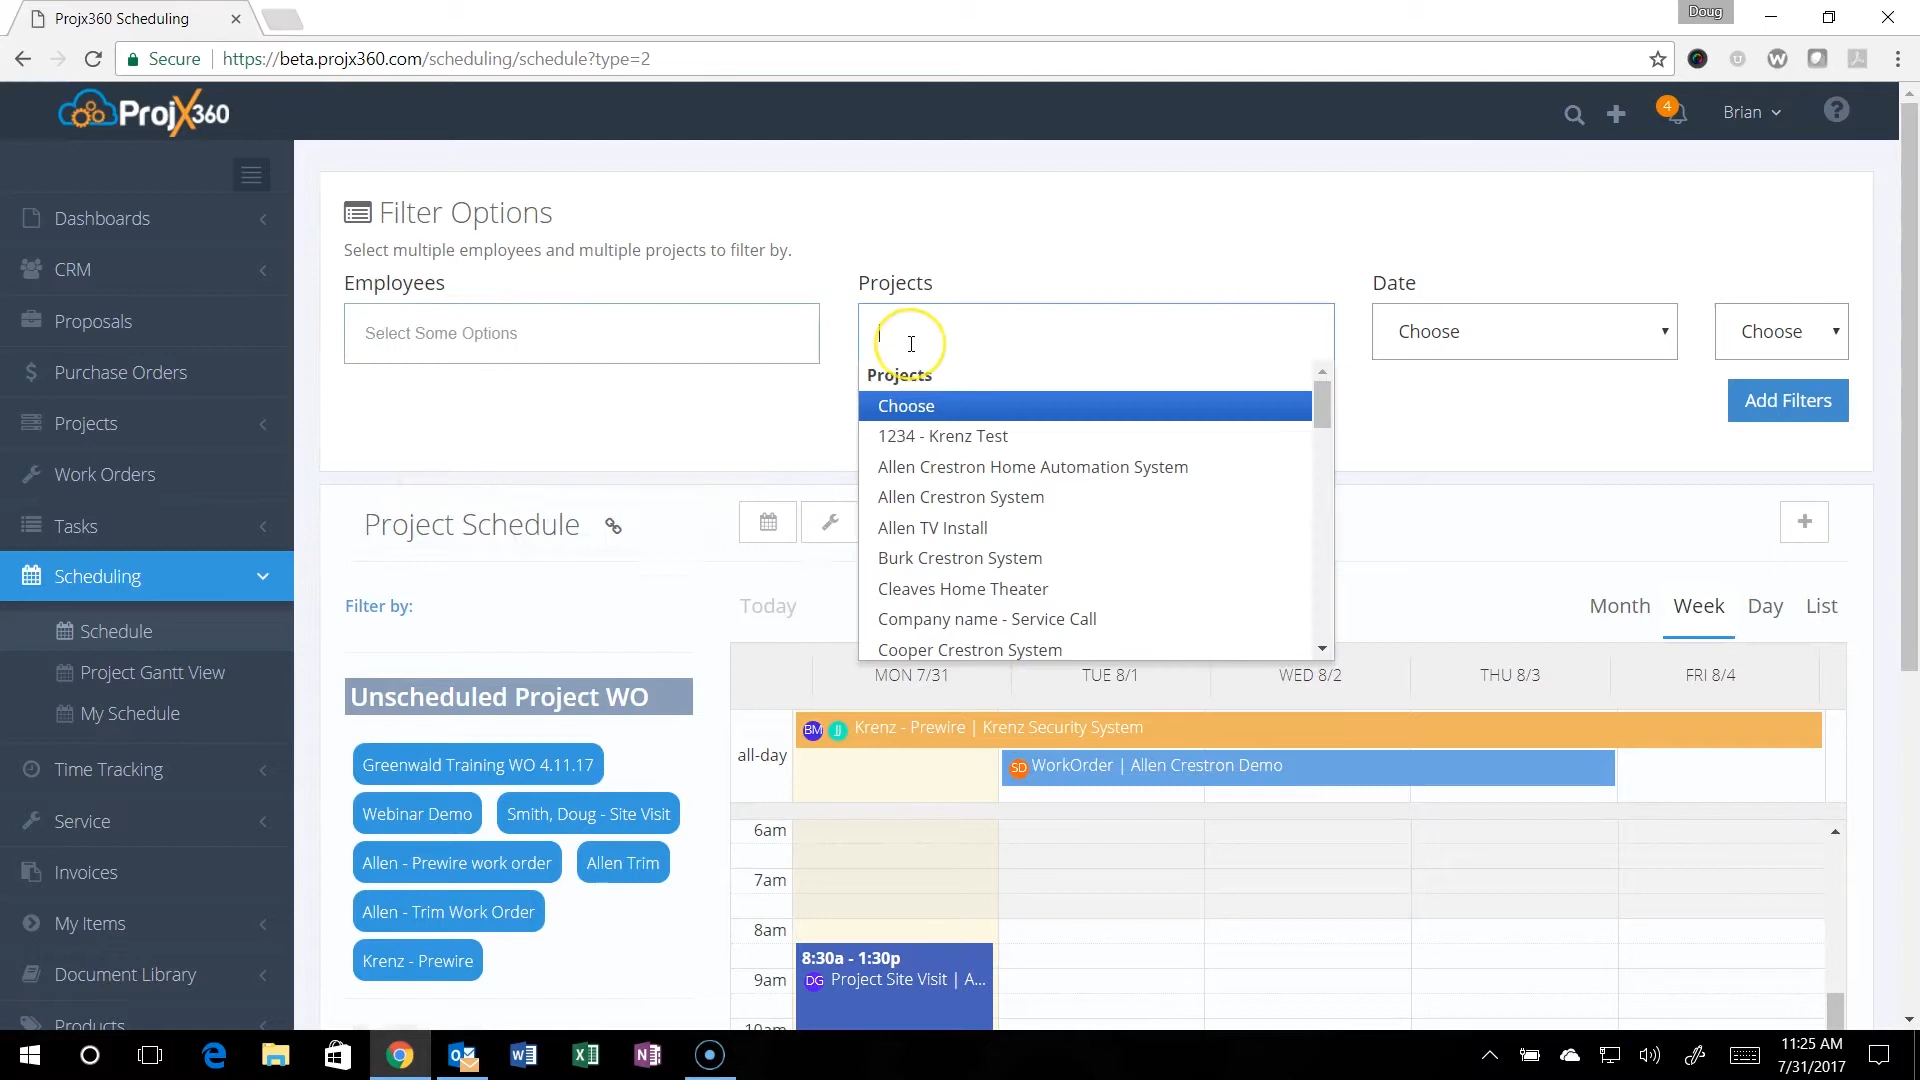 Projx360 Scheduling
Doug
Secure https://beta.projx360.com/scheduling/schedule?type=2
ProjX360
4
Brian
Dashboards
CRM
Proposals
Purchase Orders
Projects
Work Orders
Tasks
Scheduling
Schedule
Project Gantt View
My Schedule
Time Tracking
Service
Invoices
My Items
Document Library
Products
Filter Options
Select multiple employees and multiple projects to filter by.
Employees
Select Some Options
Projects
Projects
Choose
1234 - Krenz Test
Allen Crestron Home Automation System
Allen Crestron System
Allen TV Install
Burk Crestron System
Cleaves Home Theater
Company name - Service Call
Cooper Crestron System
Date
Choose
Choose
Add Filters
Project Schedule
Filter by:
Unscheduled Project WO
Greenwald Training WO 4.11.17
Webinar Demo
Smith, Doug - Site Visit
Allen - Prewire work order
Allen Trim
Allen - Trim Work Order
Krenz - Prewire
Today
Month Week Day List
MON 7/31 TUE 8/1 WED 8/2 THU 8/3 FRI 8/4
all-day
BM JJ Krenz - Prewire | Krenz Security System
SD WorkOrder | Allen Crestron Demo
6am
7am
8am
9am
10am
8:30a - 1:30p
DG Project Site Visit | A...
11:25 AM
7/31/2017